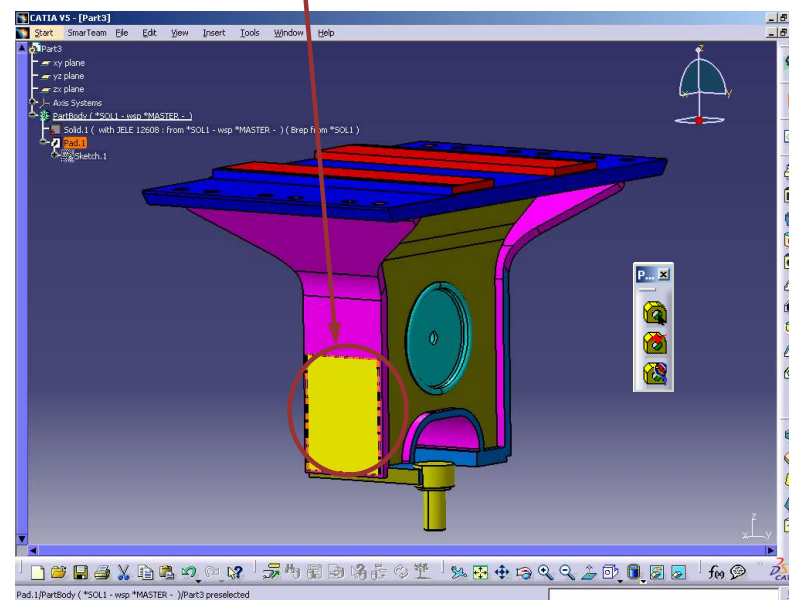 CATIA V5 - [Part3]
Start SmarTeam File Edit View Insert Tools Window Help
Part3
xy plane
yz plane
zx plane
Axis Systems
PartBody ( *SOL1 - wsp *MASTER - )
Solid.1 ( with JELE 12608 : from *SOL1 - wsp *MASTER - ) ( Brep from *SOL1 )
Pad.1
Sketch.1
z
x y
P...
z
x y
f(x)
CAT
Pad.1/PartBody ( *SOL1 - wsp *MASTER - )/Part3 preselected